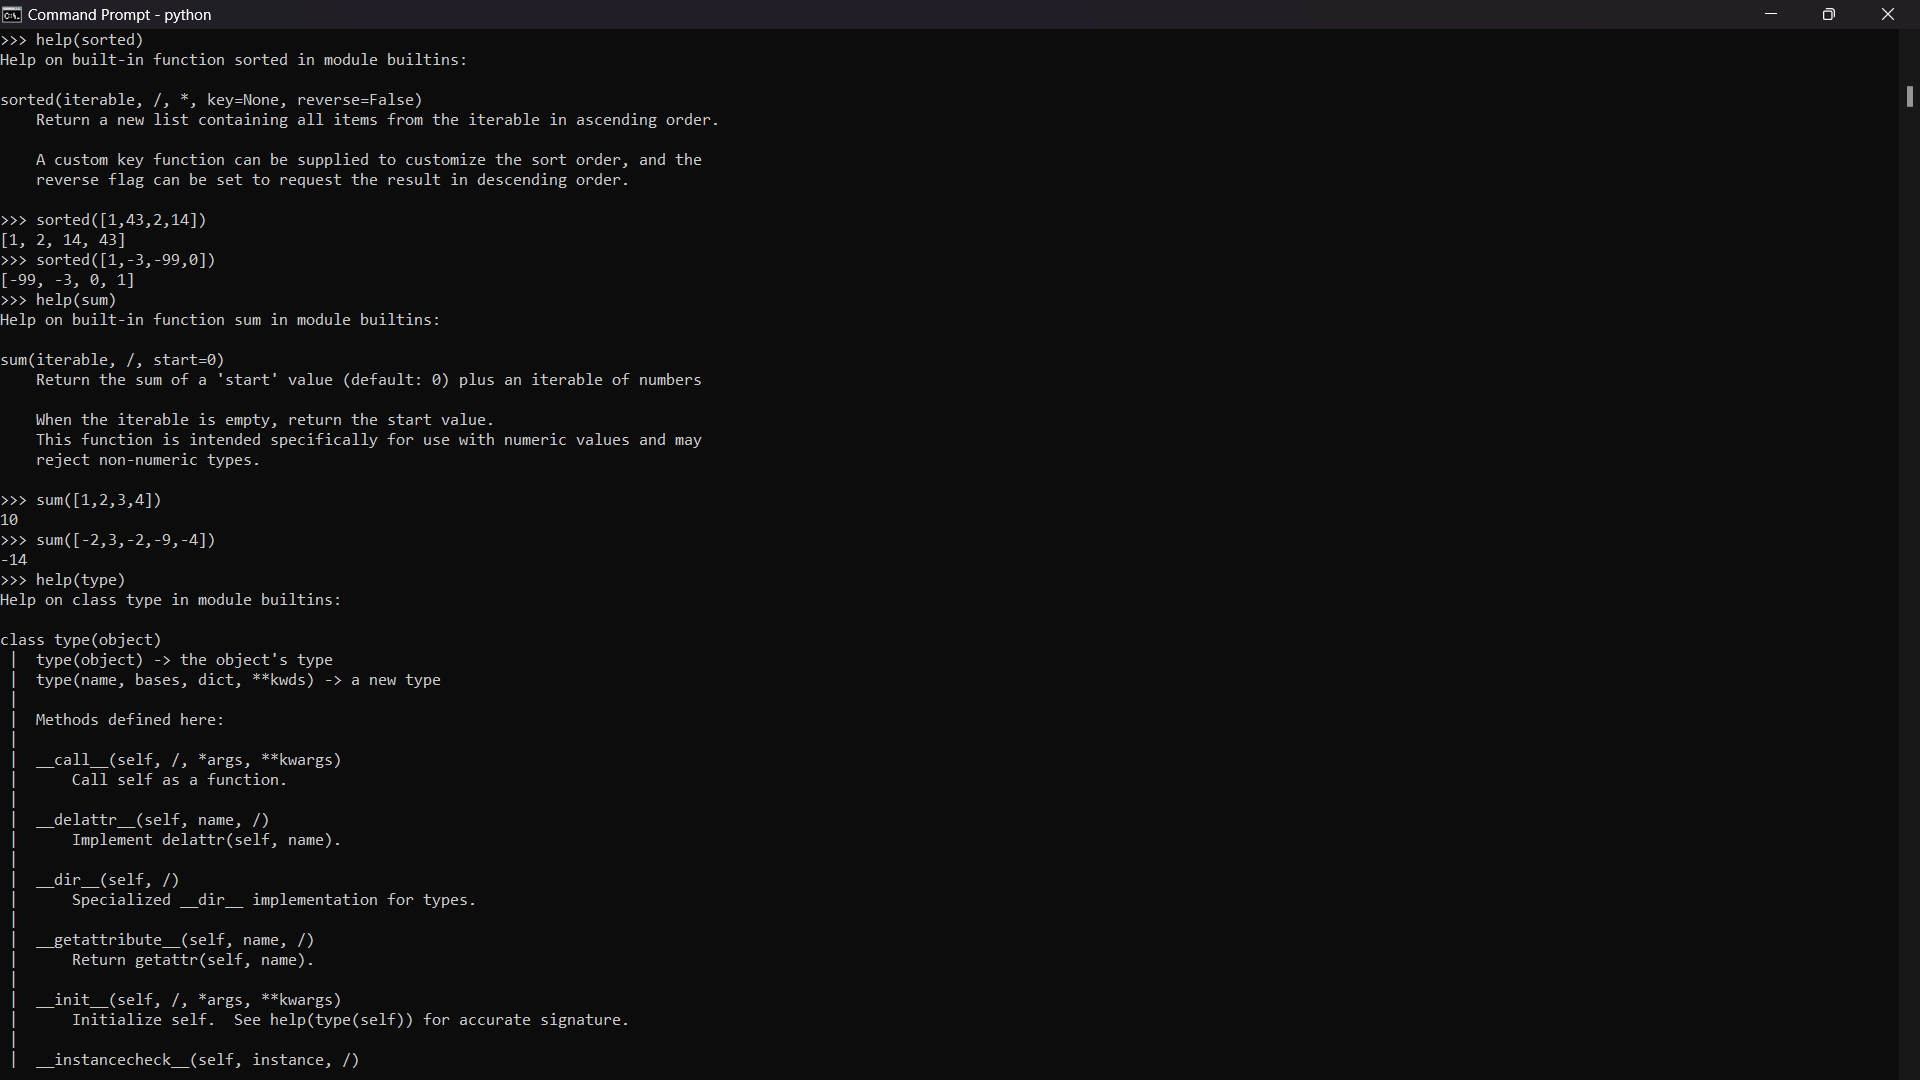 Command Prompt - python
>>> help(sorted)
Help on built-in function sorted in module builtins:

sorted(iterable, /, *, key=None, reverse=False)
    Return a new list containing all items from the iterable in ascending order.

    A custom key function can be supplied to customize the sort order, and the
    reverse flag can be set to request the result in descending order.

>>> sorted([1,43,2,14])
[1, 2, 14, 43]
>>> sorted([1,-3,-99,0])
[-99, -3, 0, 1]
>>> help(sum)
Help on built-in function sum in module builtins:

sum(iterable, /, start=0)
    Return the sum of a 'start' value (default: 0) plus an iterable of numbers

    When the iterable is empty, return the start value.
    This function is intended specifically for use with numeric values and may
    reject non-numeric types.

>>> sum([1,2,3,4])
10
>>> sum([-2,3,-2,-9,-4])
-14
>>> help(type)
Help on class type in module builtins:

class type(object)
 |  type(object) -> the object's type
 |  type(name, bases, dict, **kwds) -> a new type
 |
 |  Methods defined here:
 |
 |  __call__(self, /, *args, **kwargs)
 |      Call self as a function.
 |
 |  __delattr__(self, name, /)
 |      Implement delattr(self, name).
 |
 |  __dir__(self, /)
 |      Specialized __dir__ implementation for types.
 |
 |  __getattribute__(self, name, /)
 |      Return getattr(self, name).
 |
 |  __init__(self, /, *args, **kwargs)
 |      Initialize self.  See help(type(self)) for accurate signature.
 |
 |  __instancecheck__(self, instance, /)